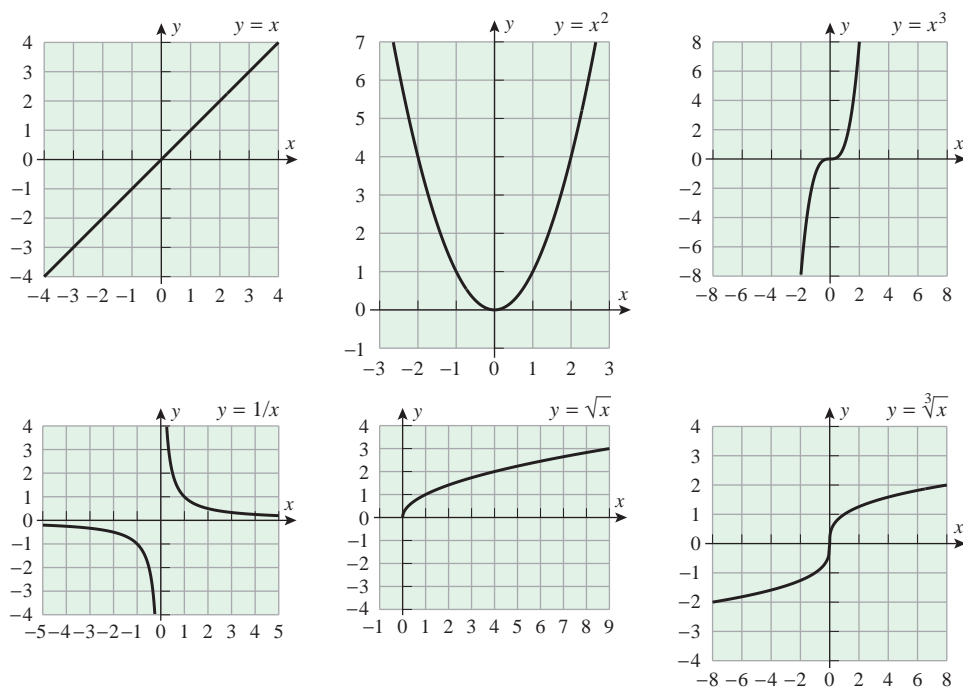 y
y = x
4
3
2
1
0
−1
−2
−3
−4
x
−4 −3 −2 −1 0 1 2 3 4
y
y = x²
7
6
5
4
3
2
1
0
−1
x
−3 −2 −1 0 1 2 3
y
y = x³
8
6
4
2
0
−2
−4
−6
−8
x
−8 −6 −4 −2 0 2 4 6 8
y
y = 1/x
4
3
2
1
0
−1
−2
−3
−4
x
−5 −4 −3 −2 −1 0 1 2 3 4 5
y
y = √x
4
3
2
1
0
−1
−2
−3
−4
x
−1 0 1 2 3 4 5 6 7 8 9
y
y = ∛x
4
3
2
1
0
−1
−2
−3
−4
x
−8 −6 −4 −2 0 2 4 6 8